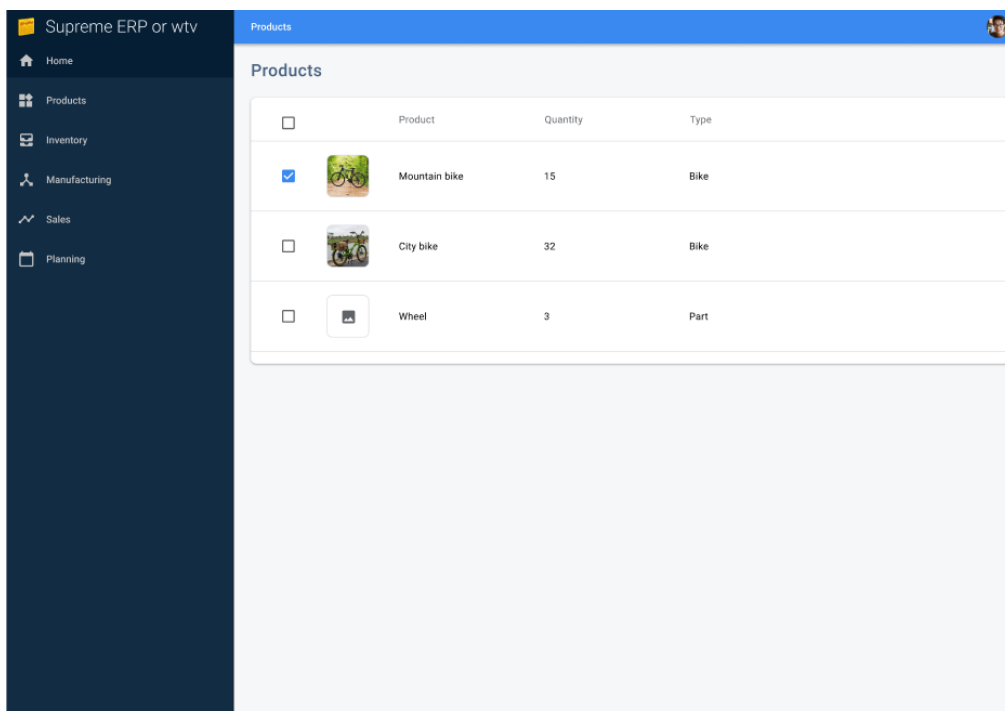 Supreme ERP or wtv
Home
Products
Inventory
Manufacturing
Sales
Planning
Products
Products
Product Quantity Type
Mountain bike 15 Bike
City bike 32 Bike
Wheel 3 Part